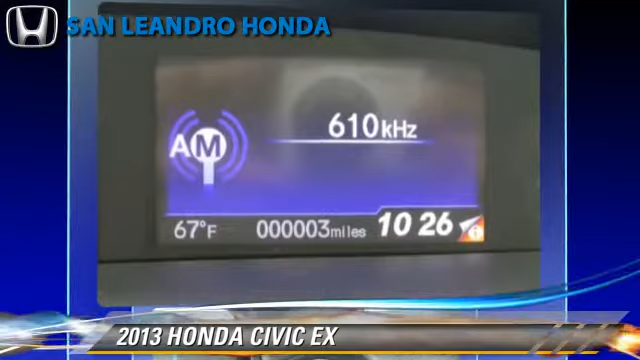 SAN LEANDRO HONDA
610kHz
AM
67°F 000003miles 10 26
2013 HONDA CIVIC EX